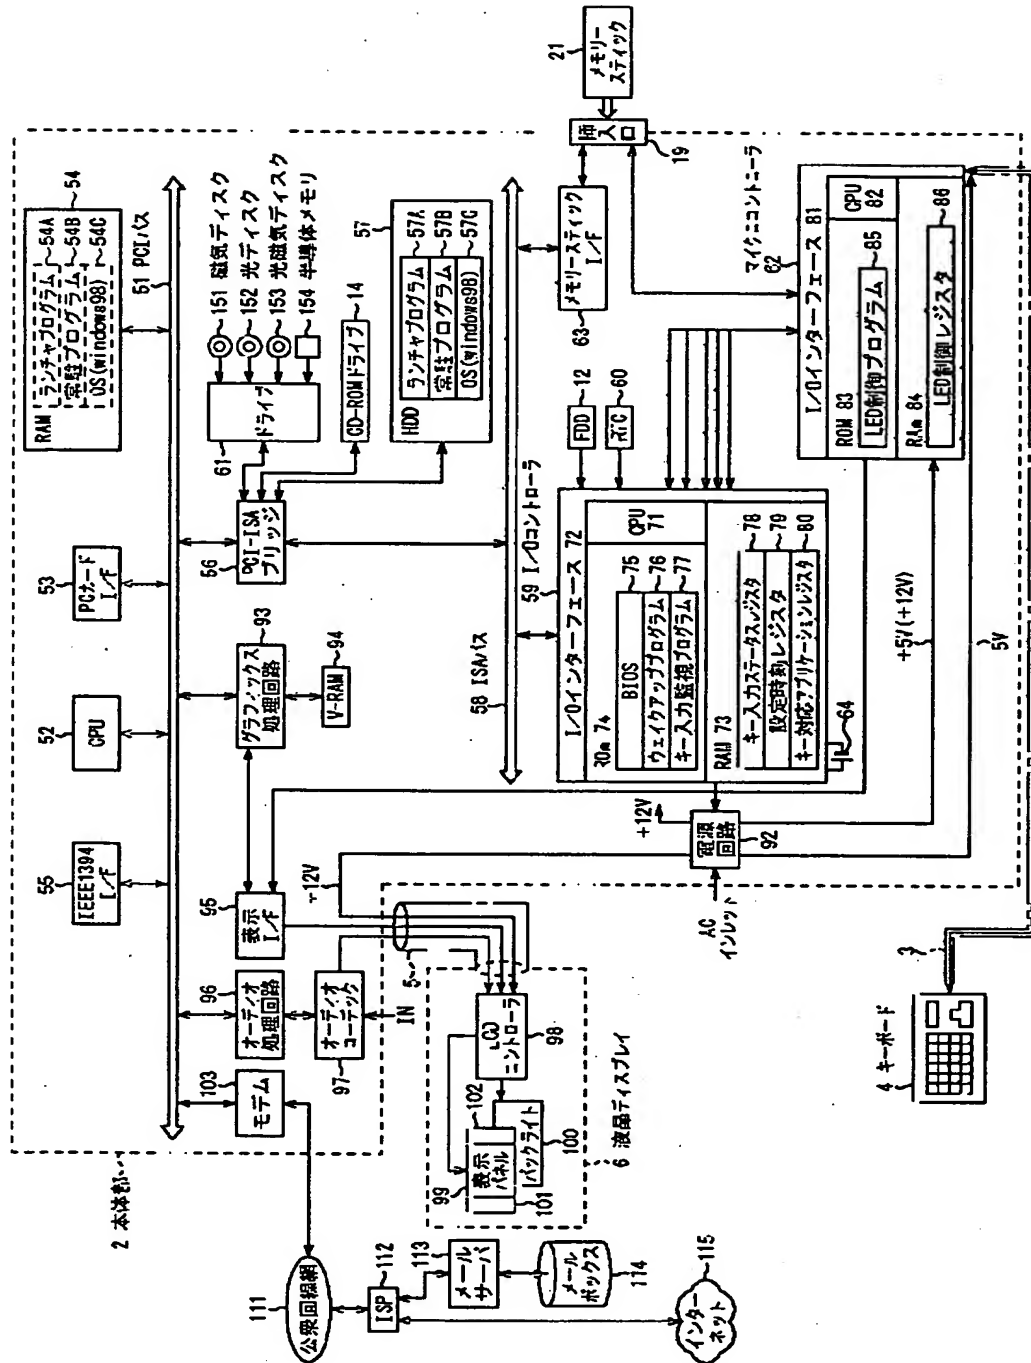 2 本体部
54
RAM
ランチャプログラム
54A
常駐プログラム
54B
OS(windows98)
54C
51 PCIバス
53
PCカード
I/F
52
CPU
55
IEEE1394
I/F
151 磁気ディスク
152 光ディスク
153 光磁気ディスク
154 半導体メモリ
ドライブ
61
14
CD-ROMドライブ
57
HDD
ランチャプログラム
57A
常駐プログラム
57B
OS(windows98)
57C
56
PCI-ISA
ブリッジ
93
グラフィックス
処理回路
94
V-RAM
95
表示
I/F
96
オーディオ
処理回路
97
オーディオ
コーデック
IN
103
モデム
58 ISAバス
21
メモリー
スティック
挿入口
19
メモリースティック
I/F
63
12
FDD
60
RTC
59 I/Oコントローラ
I/Oインターフェース 72
CPU
71
ROM 74
BIOS
75
ウェイクアッププログラム
76
キー入力監視プログラム
77
RAM 73
キー入力ステータスレジスタ
78
設定時刻レジスタ
79
キー対応アプリケーションレジスタ
80
64
マイクロコントローラ
62
I/Oインターフェース 81
CPU
82
ROM 83
LED制御プログラム
85
RAM 84
LED制御レジスタ
86
+12V
電源
回路
92
AC
インレット
+5V(+12V)
5V
+12V
5
LCD
コントローラ
98
102
表示
パネル
99
バックライト
100
101
6 液晶ディスプレイ
3
4 キーボード
公衆回線網
111
112
ISP
113
メール
サーバ
メール
ボックス
114
115
インター
ネット